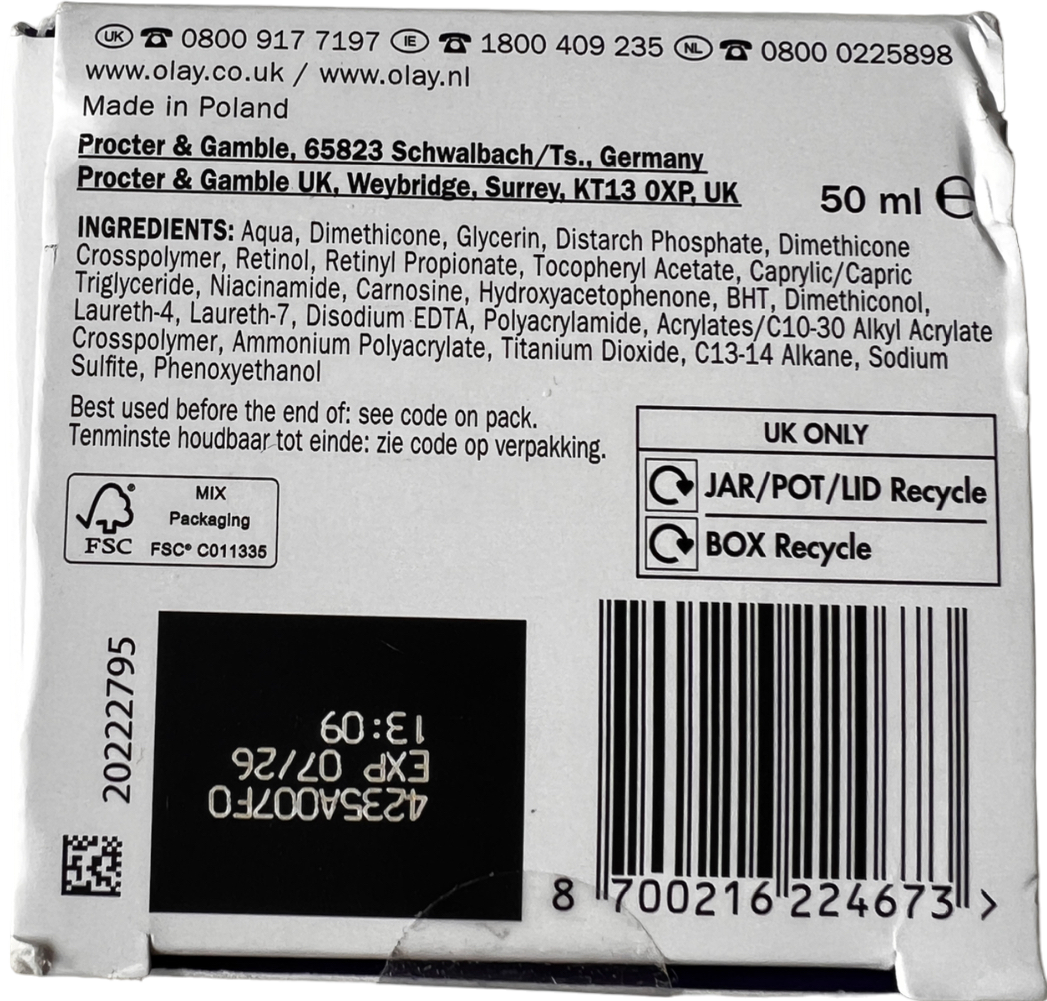 UK ☎ 0800 917 7197 IE ☎ 1800 409 235 NL ☎ 0800 0225898
www.olay.co.uk / www.olay.nl
Made in Poland
Procter & Gamble, 65823 Schwalbach/Ts., Germany
Procter & Gamble UK, Weybridge, Surrey, KT13 0XP, UK
50 ml ℮
INGREDIENTS: Aqua, Dimethicone, Glycerin, Distarch Phosphate, Dimethicone
Crosspolymer, Retinol, Retinyl Propionate, Tocopheryl Acetate, Caprylic/Capric
Triglyceride, Niacinamide, Carnosine, Hydroxyacetophenone, BHT, Dimethiconol,
Laureth-4, Laureth-7, Disodium EDTA, Polyacrylamide, Acrylates/C10-30 Alkyl Acrylate
Crosspolymer, Ammonium Polyacrylate, Titanium Dioxide, C13-14 Alkane, Sodium
Sulfite, Phenoxyethanol
Best used before the end of: see code on pack.
Tenminste houdbaar tot einde: zie code op verpakking.
UK ONLY
JAR/POT/LID Recycle
BOX Recycle
FSC®
MIX
Packaging
FSC® C011335
20222795
4235A007F0
EXP 07/26
13:09
8 700216 224673 >